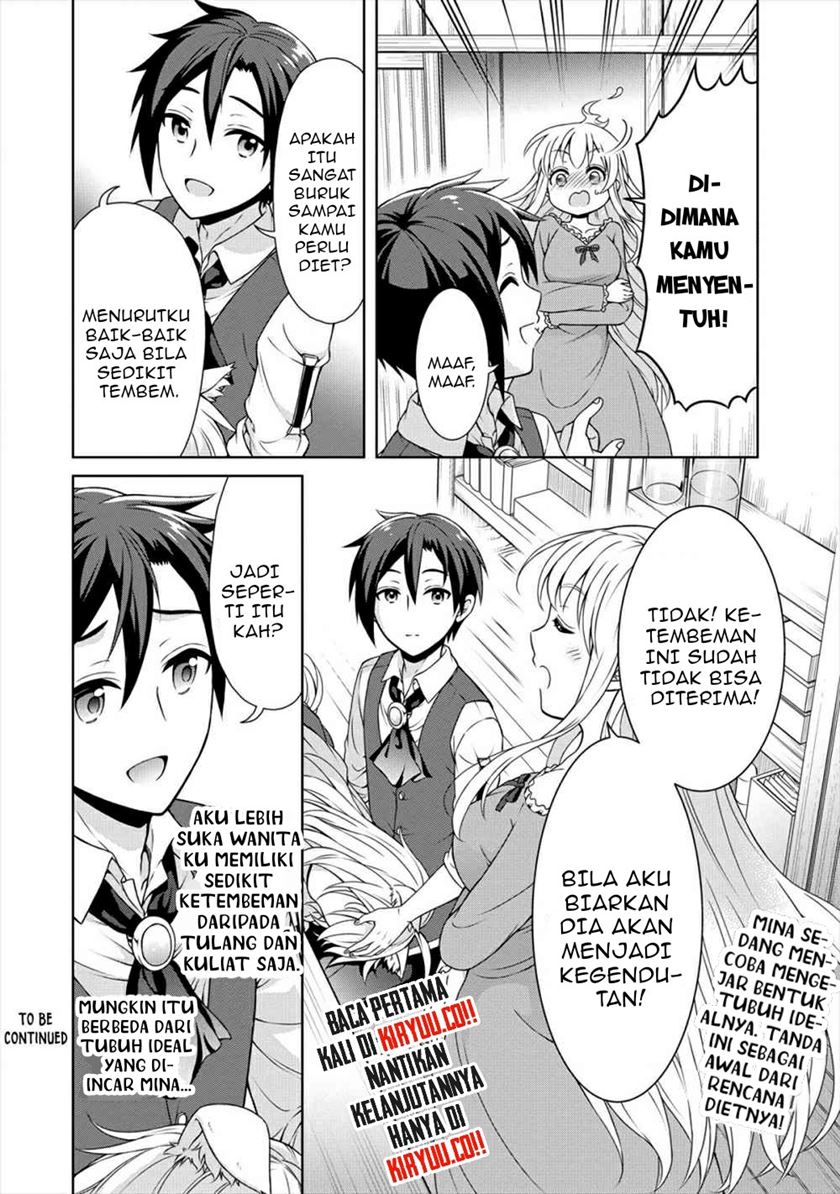 DI-
DIMANA
KAMU
MENYEN-
TUH!
MAAF,
MAAF.
APAKAH
ITU
SANGAT
BURUK
SAMPAI
KAMU
PERLU
DIET?
MENURUTKU
BAIK-BAIK
SAJA BILA
SEDIKIT
TEMBEM.
TIDAK! KE-
TEMBEMAN
INI SUDAH
TIDAK BISA
DITERIMA!
BILA AKU
BIARKAN
DIA AKAN
MENJADI
KEGENDU-
TAN!
MINA SE-
DANG MEN-
COBA MENGE-
JAR BENTUK
TUBUH IDE-
ALNYA. TANDA
INI SEBAGAI
AWAL DARI
RENCANA
DIETNYA!
JADI
SEPER-
TI ITU
KAH?
AKU LEBIH
SUKA WANITA
KU MEMILIKI
SEDIKIT
KETEMBEMAN
DARIPADA
TULANG DAN
KULIAT SAJA.
MUNGKIN ITU
BERBEDA DARI
TUBUH IDEAL
YANG DI-
INCAR MINA...
BACA PERTAMA
KALI DI KIRYUU.CO!!
NANTIKAN
KELANJUTANNYA
HANYA DI
KIRYUU.CO!!
TO BE
CONTINUED